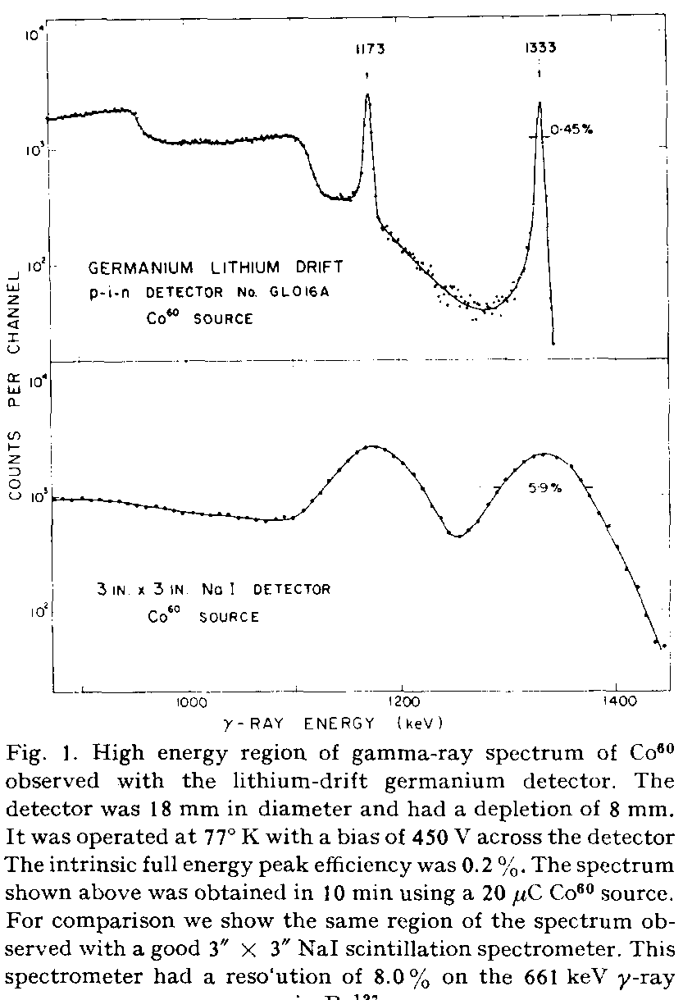 10⁴
1173
1333
0·45%
10³
10²
GERMANIUM LITHIUM DRIFT
p-i-n DETECTOR No. GLO16A
Co⁶⁰ SOURCE
COUNTS PER CHANNEL
10⁴
10³
5·9%
3 IN. x 3 IN. NaI DETECTOR
Co⁶⁰ SOURCE
10²
1000
1200
1400
γ-RAY ENERGY (keV)
Fig. 1. High energy region of gamma-ray spectrum of Co⁶⁰
observed with the lithium-drift germanium detector. The
detector was 18 mm in diameter and had a depletion of 8 mm.
It was operated at 77° K with a bias of 450 V across the detector
The intrinsic full energy peak efficiency was 0.2 %. The spectrum
shown above was obtained in 10 min using a 20 μC Co⁶⁰ source.
For comparison we show the same region of the spectrum ob-
served with a good 3″ × 3″ NaI scintillation spectrometer. This
spectrometer had a reso'ution of 8.0% on the 661 keV γ-ray